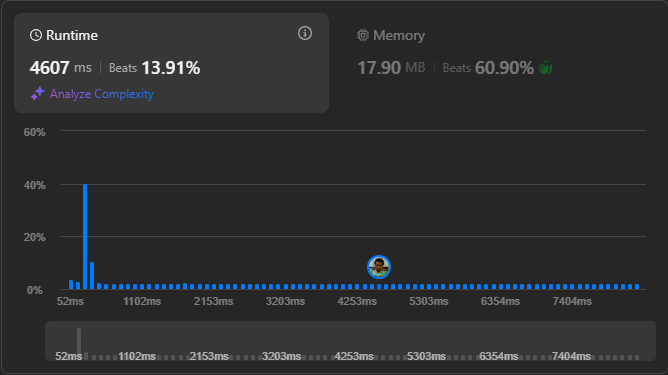 Runtime
4607 ms | Beats 13.91%
Analyze Complexity
Memory
17.90 MB | Beats 60.90%
60%
40%
20%
0%
52ms 1102ms 2153ms 3203ms 4253ms 5303ms 6354ms 7404ms
52ms 1102ms 2153ms 3203ms 4253ms 5303ms 6354ms 7404ms